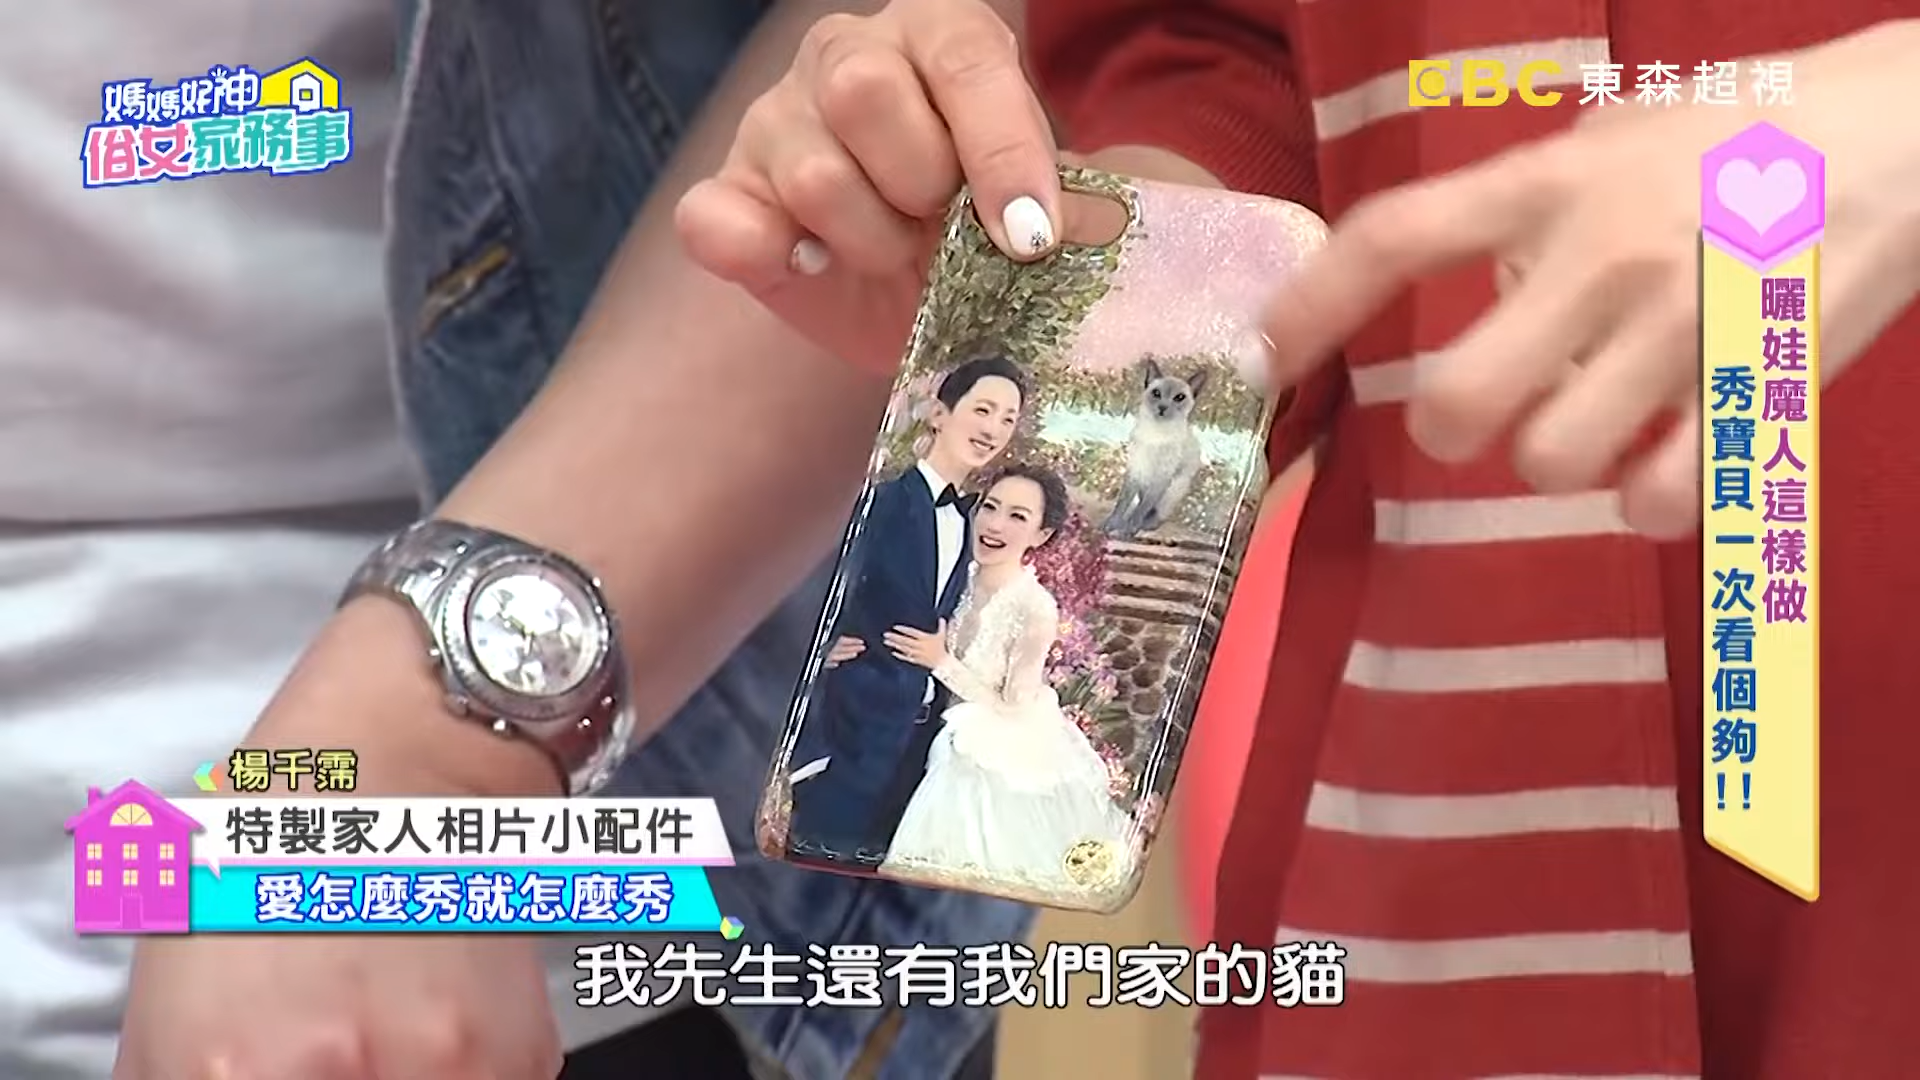 媽媽好神
俗女家務事
EBC 東森超視
曬娃魔人這樣做
秀寶貝一次看個夠!!
楊千霈
特製家人相片小配件
愛怎麼秀就怎麼秀
我先生還有我們家的貓